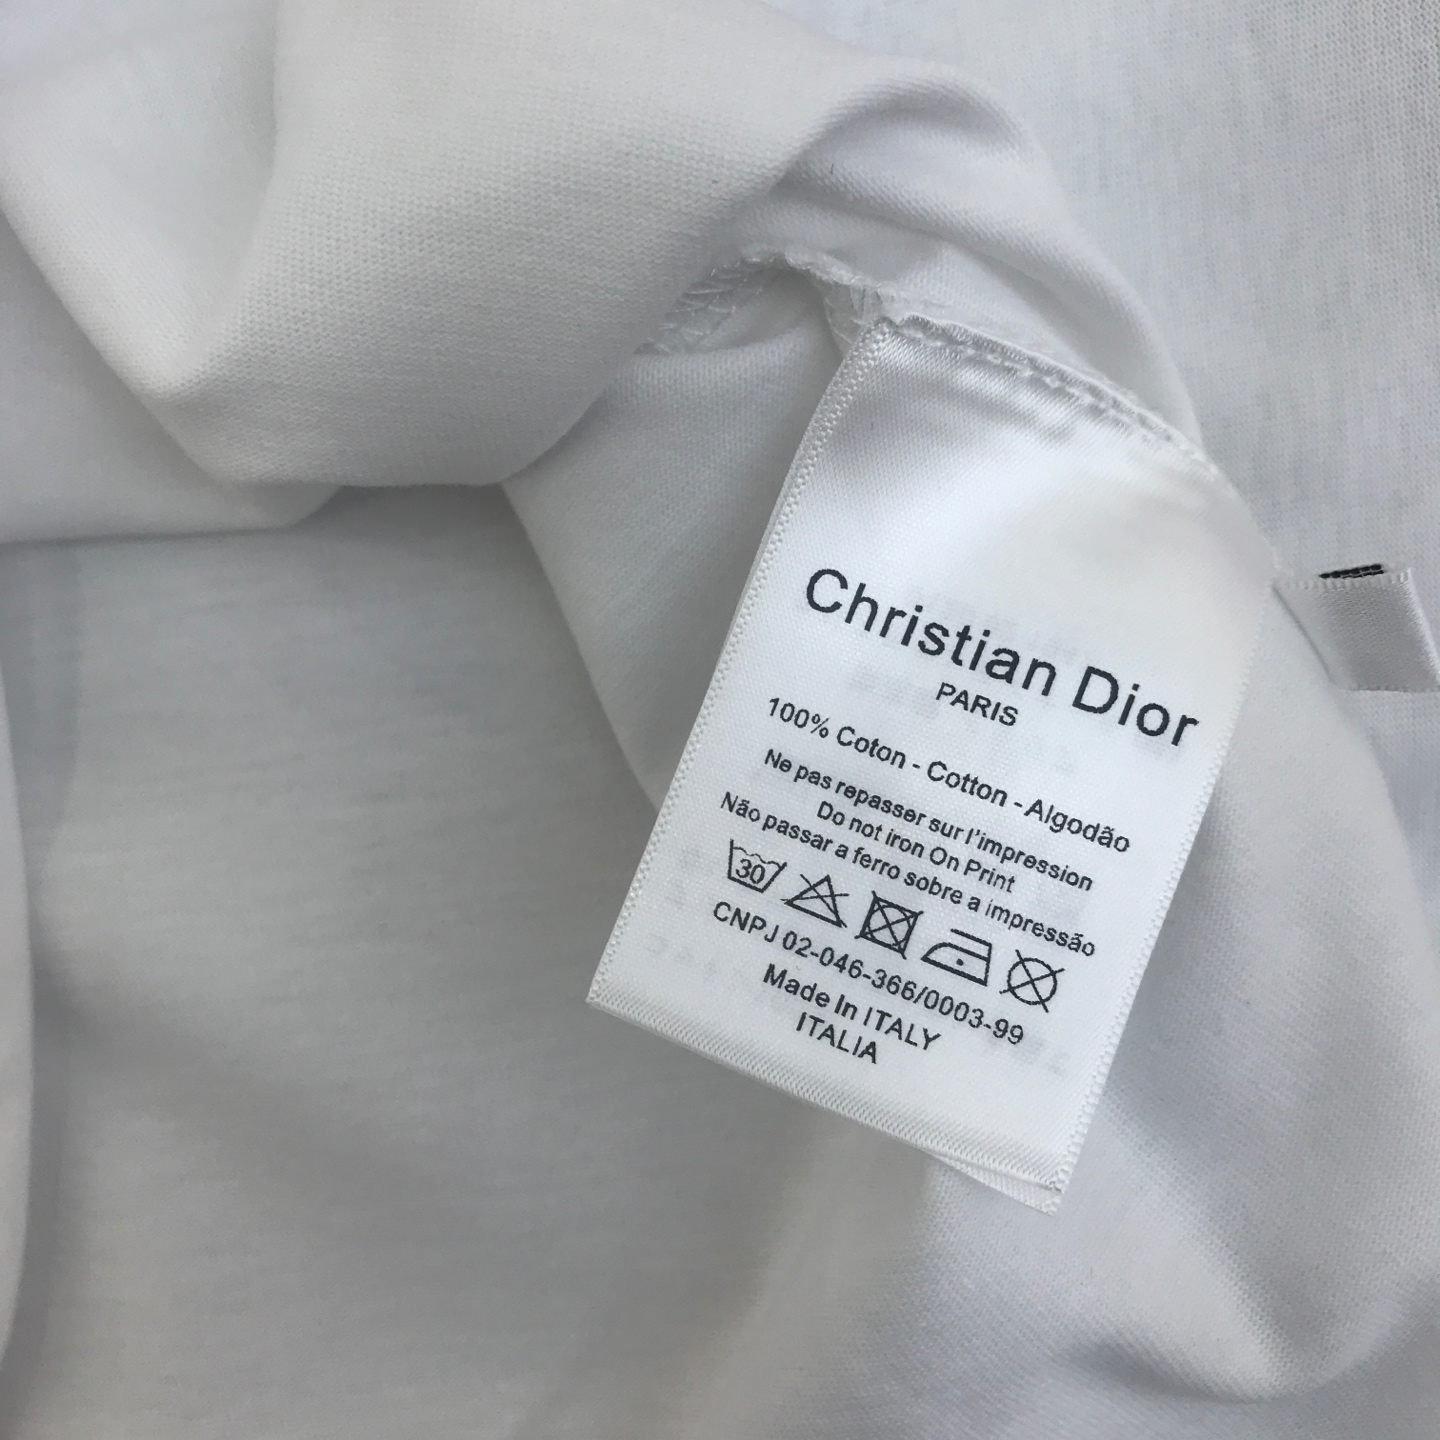 Christian Dior
PARIS
100% Coton - Cotton - Algodão
Ne pas repasser sur l'impression
Do not iron On Print
Não passar a ferro sobre a impressão
30
CNPJ 02-046-366/0003-99
Made In ITALY
ITALIA